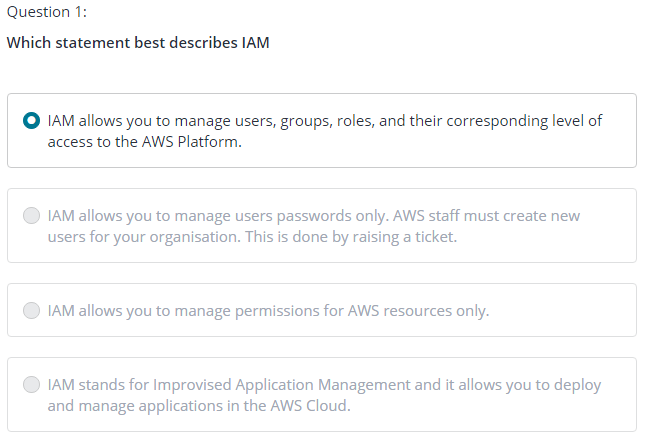 Question 1:
Which statement best describes IAM
IAM allows you to manage users, groups, roles, and their corresponding level of
access to the AWS Platform.
IAM allows you to manage users passwords only. AWS staff must create new
users for your organisation. This is done by raising a ticket.
IAM allows you to manage permissions for AWS resources only.
IAM stands for Improvised Application Management and it allows you to deploy
and manage applications in the AWS Cloud.